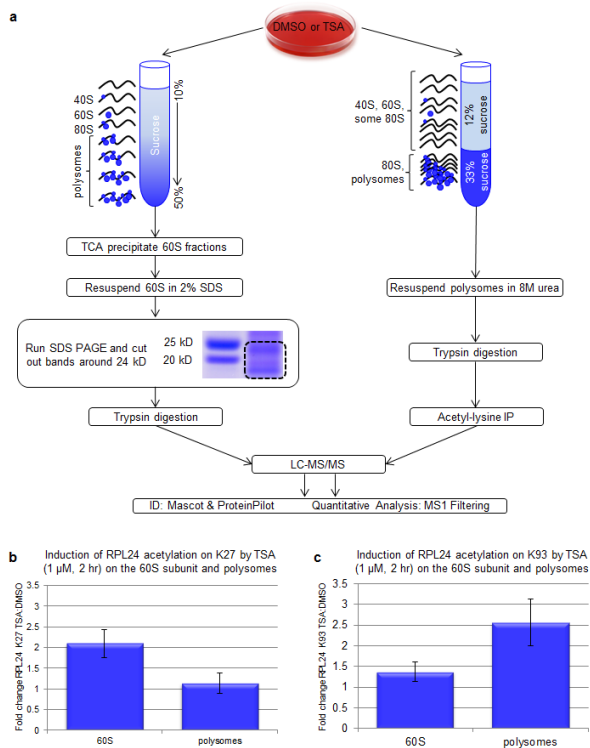 a
DMSO or TSA
40S
60S
80S
polysomes
Sucrose
10%
50%
40S, 60S,
some 80S
80S,
polysomes
12%
sucrose
33%
sucrose
TCA precipitate 60S fractions
Resuspend 60S in 2% SDS
Resuspend polysomes in 8M urea
Run SDS PAGE and cut
out bands around 24 kD
25 kD
20 kD
Trypsin digestion
Trypsin digestion
Acetyl-lysine IP
LC-MS/MS
ID: Mascot & ProteinPilot Quantitative Analysis: MS1 Filtering
b
Induction of RPL24 acetylation on K27 by TSA
(1 µM, 2 hr) on the 60S subunit and polysomes
Fold change RPL24 K27 TSA:DMSO
3.5
3
2.5
2
1.5
1
0.5
0
60S
polysomes
c
Induction of RPL24 acetylation on K93 by TSA
(1 µM, 2 hr) on the 60S subunit and polysomes
Fold change RPL24 K93 TSA:DMSO
3.5
3
2.5
2
1.5
1
0.5
0
60S
polysomes